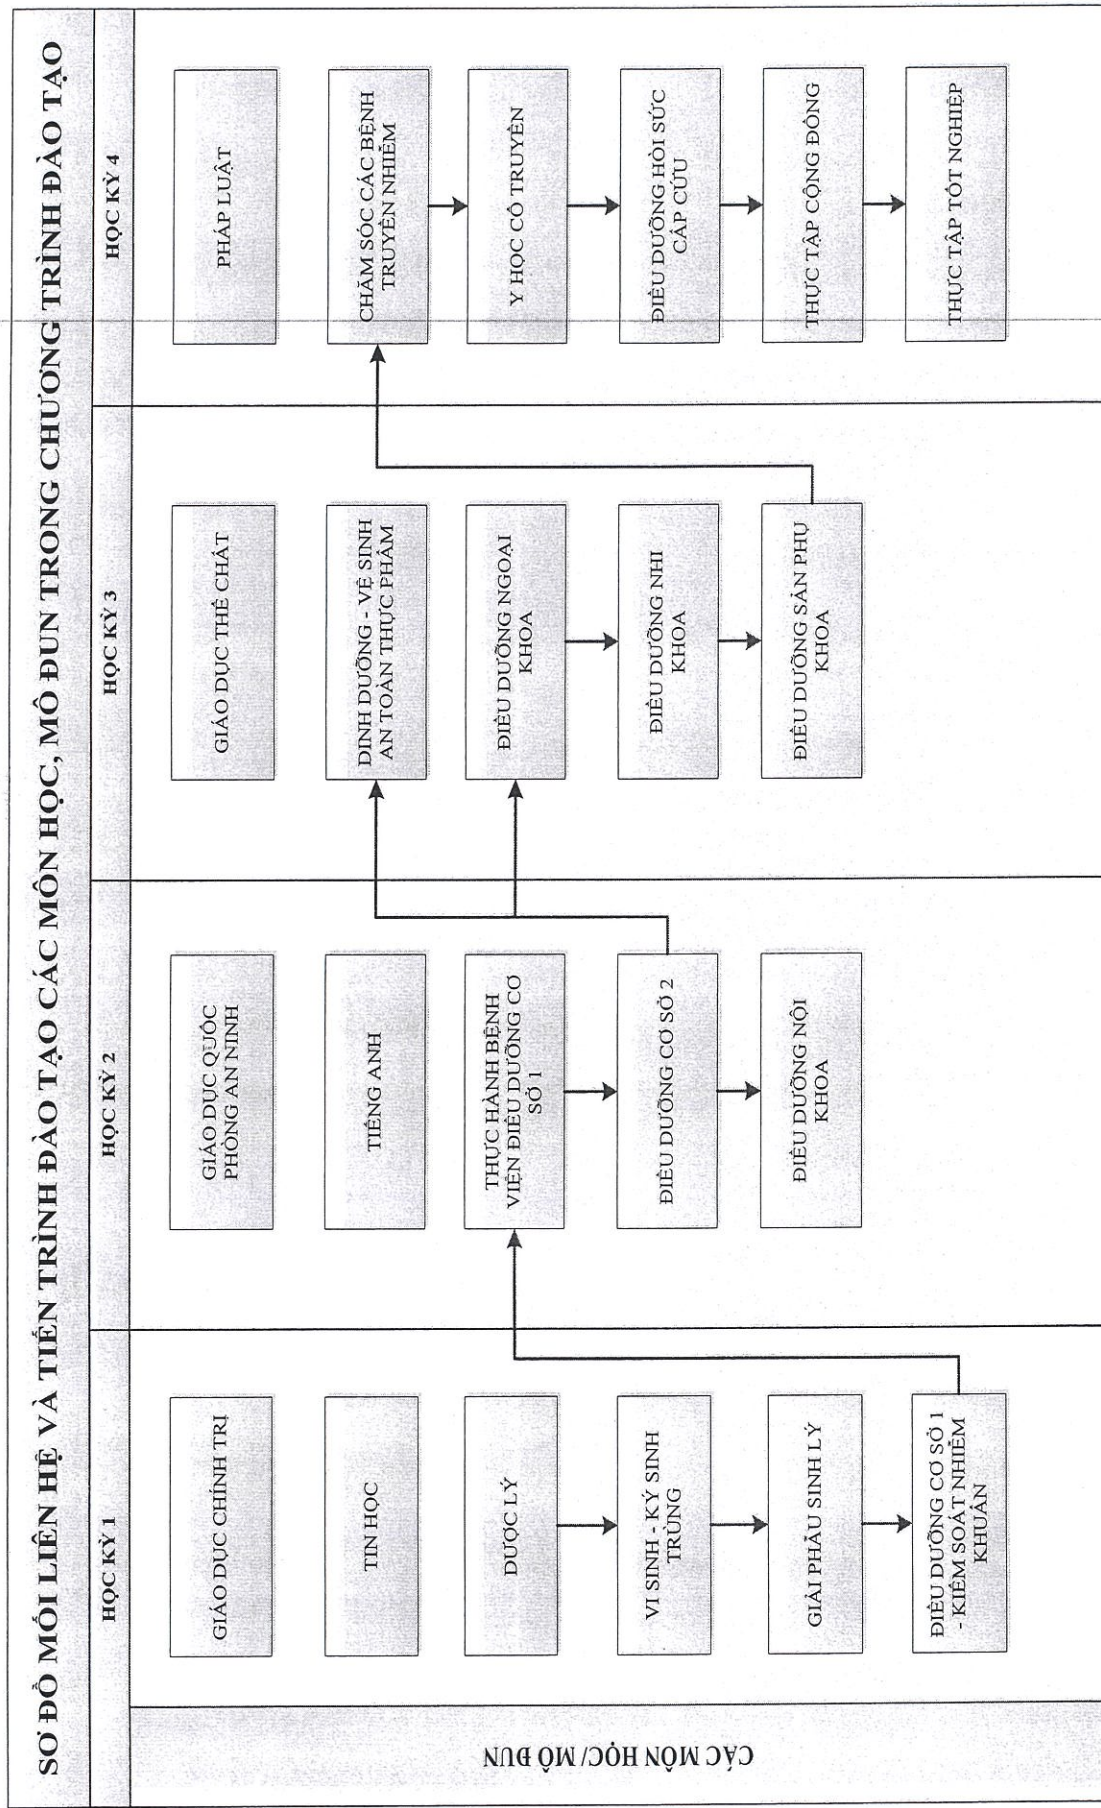 SƠ ĐỒ MỐI LIÊN HỆ VÀ TIẾN TRÌNH ĐÀO TẠO CÁC MÔN HỌC, MÔ ĐUN TRONG CHƯƠNG TRÌNH ĐÀO TẠO
HỌC KỲ 1
HỌC KỲ 2
HỌC KỲ 3
HỌC KỲ 4
CÁC MÔN HỌC/ MÔ ĐUN
GIÁO DỤC CHÍNH TRỊ
TIN HỌC
DƯỢC LÝ
VI SINH - KÝ SINH
TRÙNG
GIẢI PHẪU SINH LÝ
ĐIỀU DƯỠNG CƠ SỞ 1
- KIỂM SOÁT NHIỄM
KHUẨN
GIÁO DỤC QUỐC
PHÒNG AN NINH
TIẾNG ANH
THỰC HÀNH BỆNH
VIỆN ĐIỀU DƯỠNG CƠ
SỞ 1
ĐIỀU DƯỠNG CƠ SỞ 2
ĐIỀU DƯỠNG NỘI
KHOA
GIÁO DỤC THỂ CHẤT
DINH DƯỠNG - VỆ SINH
AN TOÀN THỰC PHẨM
ĐIỀU DƯỠNG NGOẠI
KHOA
ĐIỀU DƯỠNG NHI
KHOA
ĐIỀU DƯỠNG SẢN PHỤ
KHOA
PHÁP LUẬT
CHĂM SÓC CÁC BỆNH
TRUYỀN NHIỄM
Y HỌC CỔ TRUYỀN
ĐIỀU DƯỠNG HỒI SỨC
CẤP CỨU
THỰC TẬP CỘNG ĐỒNG
THỰC TẬP TỐT NGHIỆP